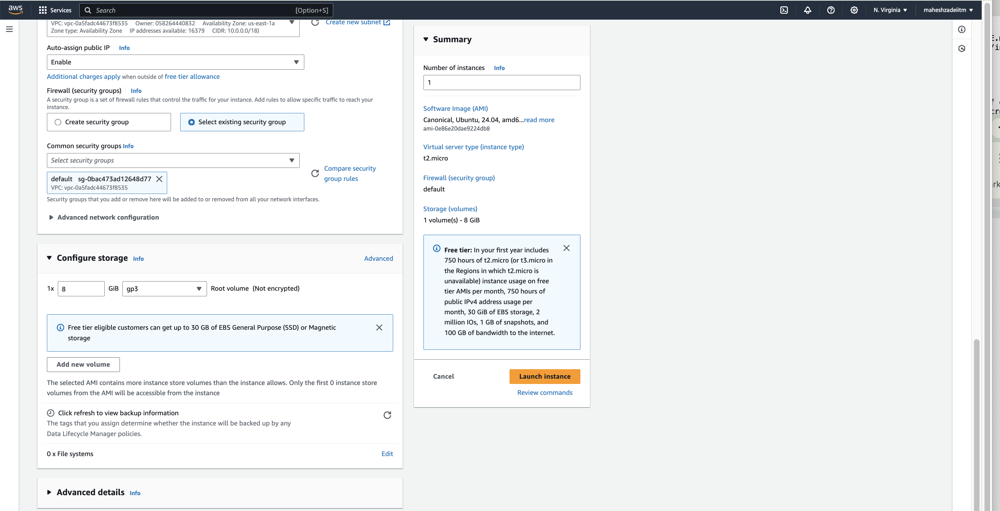 aws
Services
Search
[Option+S]
N. Virginia
maheshzadeiitm
VPC: vpc-0a5fadc44673f8535 Owner: 058264440832 Availability Zone: us-east-1a
Zone type: Availability Zone IP addresses available: 16379 CIDR: 10.0.0.0/18)
Create new subnet
Auto-assign public IP Info
Enable
Additional charges apply when outside of free tier allowance
Firewall (security groups) Info
A security group is a set of firewall rules that control the traffic for your instance. Add rules to allow specific traffic to reach your
instance.
Create security group
Select existing security group
Common security groups Info
Select security groups
default sg-0bac473ad12648d77
VPC: vpc-0a5fadc44673f8535
Compare security
group rules
Security groups that you add or remove here will be added to or removed from all your network interfaces.
Advanced network configuration
Configure storage Info
Advanced
1x 8 GiB gp3 Root volume (Not encrypted)
Free tier eligible customers can get up to 30 GB of EBS General Purpose (SSD) or Magnetic
storage
Add new volume
The selected AMI contains more instance store volumes than the instance allows. Only the first 0 instance store
volumes from the AMI will be accessible from the instance
Click refresh to view backup information
The tags that you assign determine whether the instance will be backed up by any
Data Lifecycle Manager policies.
0 x File systems
Edit
Advanced details Info
Summary
Number of instances Info
1
Software Image (AMI)
Canonical, Ubuntu, 24.04, amd6...read more
ami-0e86e20dae9224db8
Virtual server type (instance type)
t2.micro
Firewall (security group)
default
Storage (volumes)
1 volume(s) - 8 GiB
Free tier: In your first year includes
750 hours of t2.micro (or t3.micro in
the Regions in which t2.micro is
unavailable) instance usage on free
tier AMIs per month, 750 hours of
public IPv4 address usage per
month, 30 GiB of EBS storage, 2
million IOs, 1 GB of snapshots, and
100 GB of bandwidth to the internet.
Cancel
Launch instance
Review commands